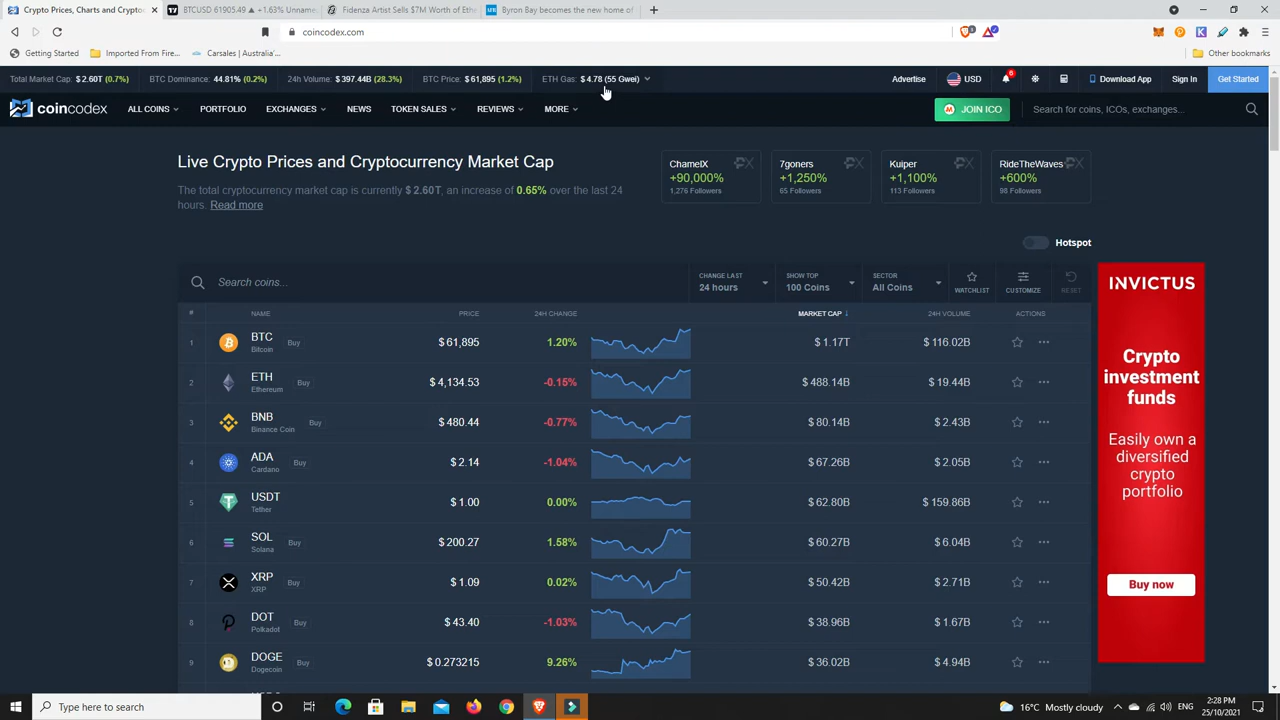 Crypto Prices, Charts and Cryptoc
BTCUSD 61905.49 ▲ +1.63% Unname
Fidenza Artist Sells $7M Worth of Ethe
Byron Bay becomes the new home of
coincodex.com
Getting Started
Imported From Fire...
Carsales | Australia'...
Other bookmarks
Total Market Cap: $ 2.60T (0.7%)
BTC Dominance: 44.81% (0.2%)
24h Volume: $ 397.44B (28.3%)
BTC Price: $ 61,895 (1.2%)
ETH Gas: $ 4.78 (55 Gwei)
Advertise
USD
6
Download App
Sign In
Get Started
coincodex
ALL COINS
PORTFOLIO
EXCHANGES
NEWS
TOKEN SALES
REVIEWS
MORE
JOIN ICO
Search for coins, ICOs, exchanges...
Live Crypto Prices and Cryptocurrency Market Cap
The total cryptocurrency market cap is currently $ 2.60T, an increase of 0.65% over the last 24
hours. Read more
ChamelX
+90,000%
1,276 Followers
7goners
+1,250%
65 Followers
Kuiper
+1,100%
113 Followers
RideTheWaves
+600%
98 Followers
Hotspot
Search coins...
CHANGE LAST
24 hours
SHOW TOP
100 Coins
SECTOR
All Coins
WATCHLIST
CUSTOMIZE
RESET
# NAME PRICE 24H CHANGE MARKET CAP 24H VOLUME ACTIONS
1 BTC Buy $ 61,895 1.20% $ 1.17T $ 116.02B
Bitcoin
2 ETH Buy $ 4,134.53 -0.15% $ 488.14B $ 19.44B
Ethereum
3 BNB Buy $ 480.44 -0.77% $ 80.14B $ 2.43B
Binance Coin
4 ADA Buy $ 2.14 -1.04% $ 67.26B $ 2.05B
Cardano
5 USDT $ 1.00 0.00% $ 62.80B $ 159.86B
Tether
6 SOL Buy $ 200.27 1.58% $ 60.27B $ 6.04B
Solana
7 XRP Buy $ 1.09 0.02% $ 50.42B $ 2.71B
XRP
8 DOT Buy $ 43.40 -1.03% $ 38.96B $ 1.67B
Polkadot
9 DOGE Buy $ 0.273215 9.26% $ 36.02B $ 4.94B
Dogecoin
INVICTUS
Crypto
investment
funds
Easily own a
diversified
crypto
portfolio
Buy now
Type here to search
16°C Mostly cloudy
ENG
2:28 PM
25/10/2021